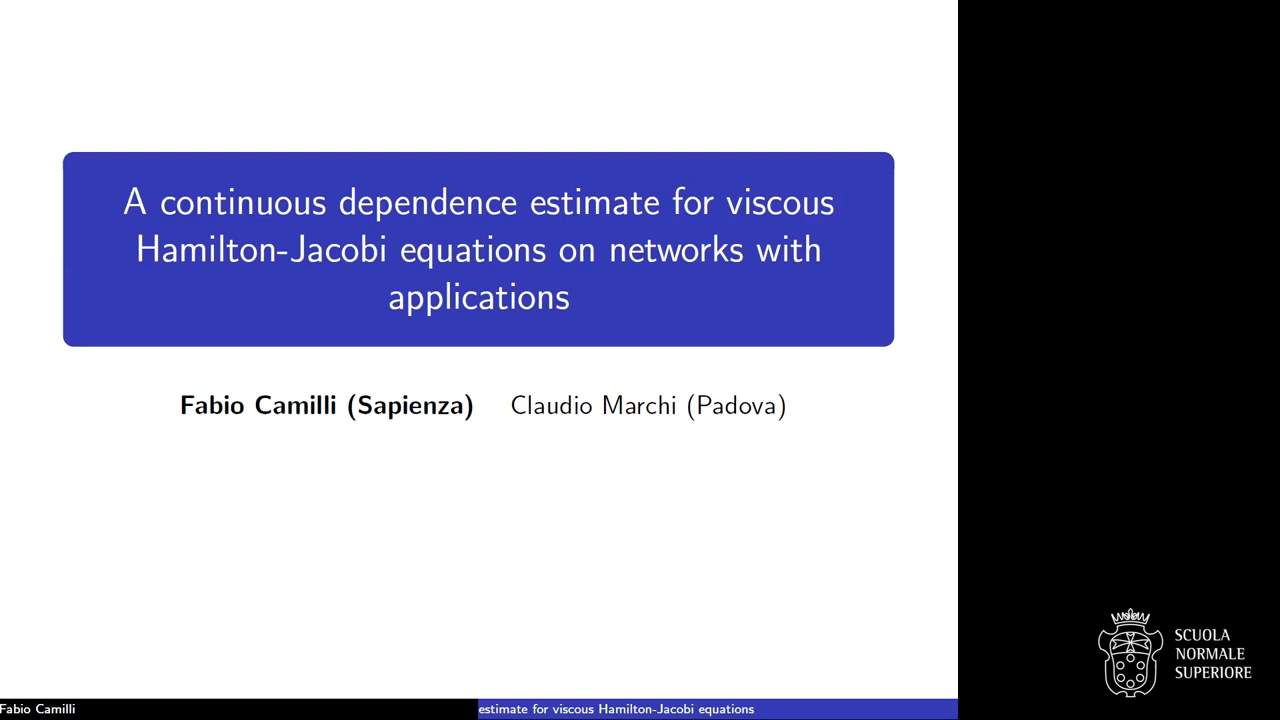 A continuous dependence estimate for viscous
Hamilton-Jacobi equations on networks with
applications
Fabio Camilli (Sapienza) Claudio Marchi (Padova)
SCUOLA
NORMALE
SUPERIORE
Fabio Camilli
estimate for viscous Hamilton-Jacobi equations